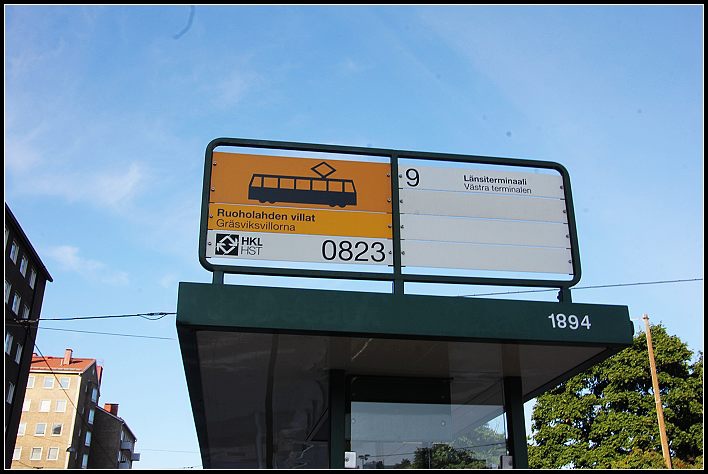 Ruoholahden villat
Gräsviksvillorna
HKL
HST
0823
9
Länsiterminaali
Västra terminalen
1894